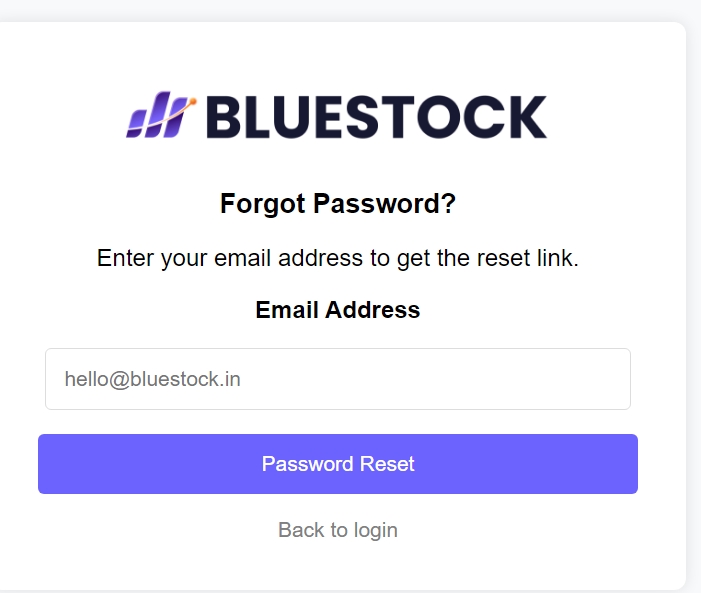 BLUESTOCK
Forgot Password?
Enter your email address to get the reset link.
Email Address
hello@bluestock.in
Password Reset
Back to login